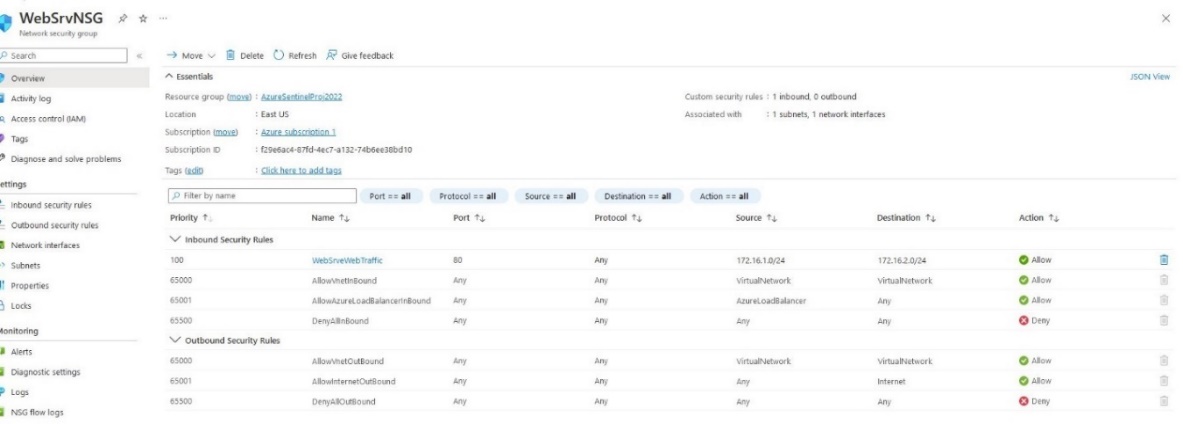 WebSrvNSG
Network security group
Search
Move Delete Refresh Give feedback
Overview
Activity log
Access control (IAM)
Tags
Diagnose and solve problems
Settings
Inbound security rules
Outbound security rules
Network interfaces
Subnets
Properties
Locks
Monitoring
Alerts
Diagnostic settings
Logs
NSG flow logs
Essentials
JSON View
Resource group (move) : AzureSentinelProj2022
Location : East US
Subscription (move) : Azure subscription 1
Subscription ID : f29e6ac4-87fd-4ec7-a132-74b6ee38bd10
Tags (edit) : Click here to add tags
Custom security rules : 1 inbound, 0 outbound
Associated with : 1 subnets, 1 network interfaces
Filter by name Port == all Protocol == all Source == all Destination == all Action == all
Priority Name Port Protocol Source Destination Action
Inbound Security Rules
100 WebSrveWebTraffic 80 Any 172.16.1.0/24 172.16.2.0/24 Allow
65000 AllowVnetInBound Any Any VirtualNetwork VirtualNetwork Allow
65001 AllowAzureLoadBalancerInBound Any Any AzureLoadBalancer Any Allow
65500 DenyAllInBound Any Any Any Any Deny
Outbound Security Rules
65000 AllowVnetOutBound Any Any VirtualNetwork VirtualNetwork Allow
65001 AllowInternetOutBound Any Any Any Internet Allow
65500 DenyAllOutBound Any Any Any Any Deny